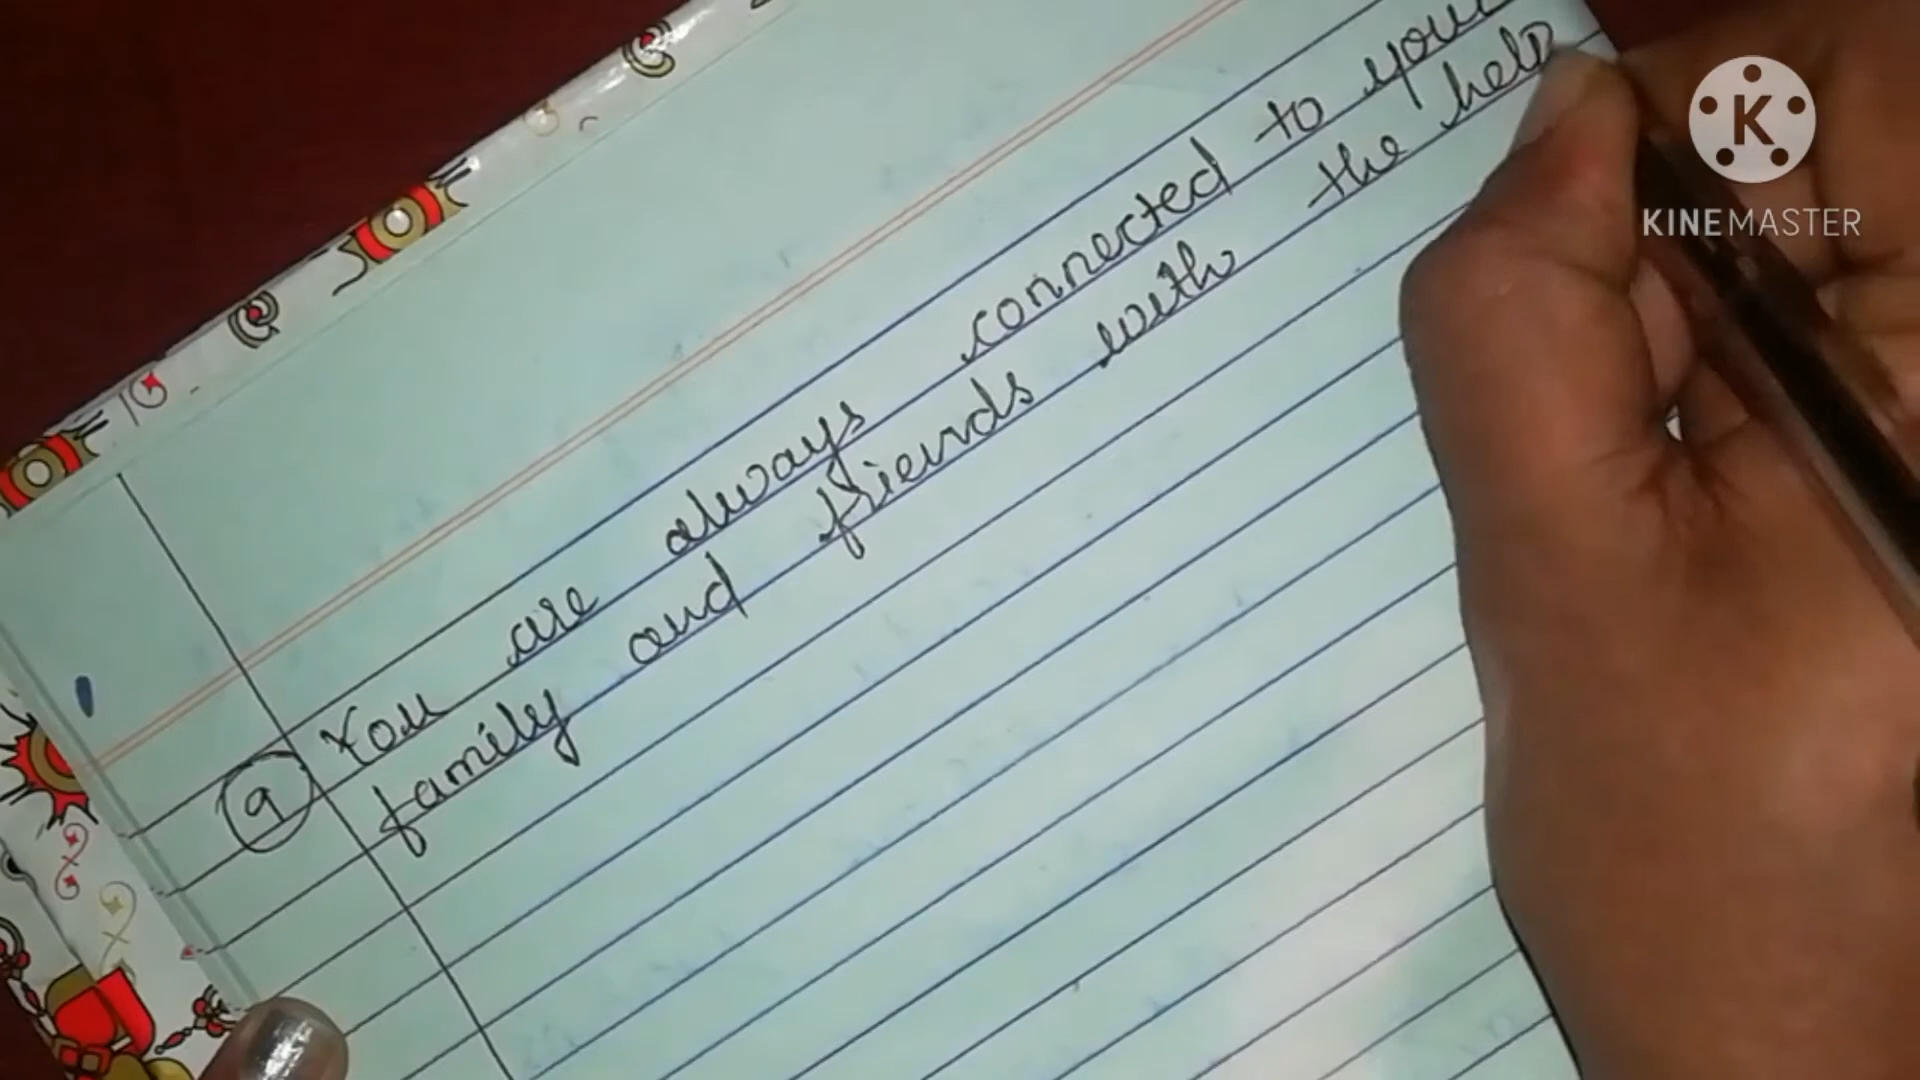 9 You are always connected to your
family and friends with the help
K
KINEMASTER